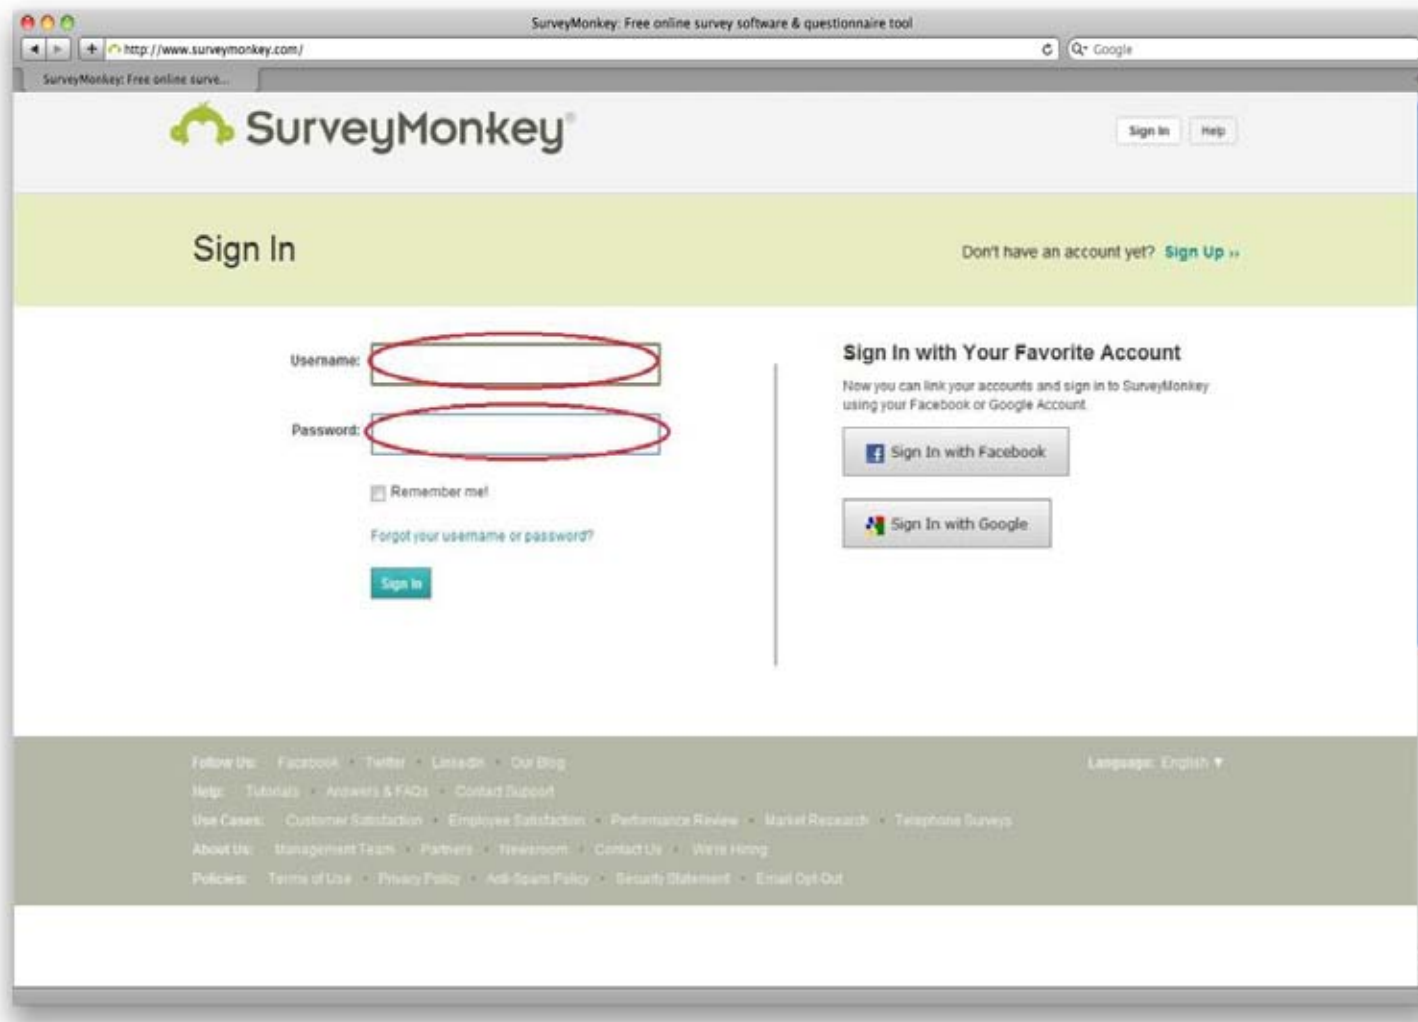 SurveyMonkey: Free online survey software & questionnaire tool
http://www.surveymonkey.com/
Google
SurveyMonkey: Free online surve...
SurveyMonkey®
Sign In
Help
Sign In
Don't have an account yet? Sign Up »
Username:
Password:
Remember me!
Forgot your username or password?
Sign In
Sign In with Your Favorite Account
Now you can link your accounts and sign in to SurveyMonkey
using your Facebook or Google Account.
Sign In with Facebook
Sign In with Google
Follow Us: Facebook • Twitter • LinkedIn • Our Blog
Language: English ▼
Help: Tutorials • Answers & FAQs • Contact Support
Use Cases: Customer Satisfaction • Employee Satisfaction • Performance Review • Market Research • Telephone Surveys
About Us: Management Team • Partners • Newsroom • Contact Us • We're Hiring
Policies: Terms of Use • Privacy Policy • Anti-Spam Policy • Security Statement • Email Opt-Out